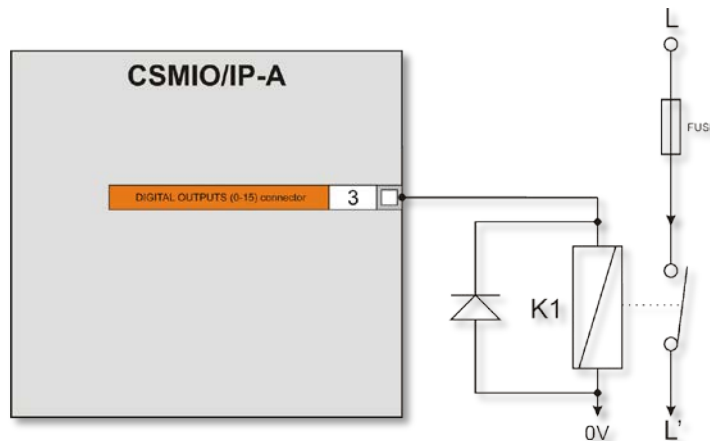 L
CSMIO/IP-A
FUS
DIGITAL OUTPUTS (0-15) connector 3
K1
0V
L'